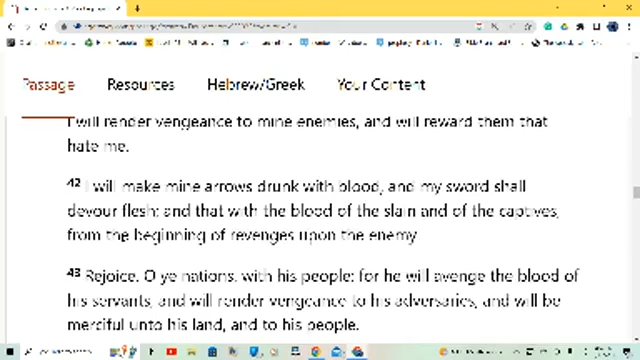 Passage Resources Hebrew/Greek Your Content
I will render vengeance to mine enemies, and will reward them that
hate me.
42 I will make mine arrows drunk with blood, and my sword shall
devour flesh; and that with the blood of the slain and of the captives,
from the beginning of revenges upon the enemy
43 Rejoice, O ye nations, with his people: for he will avenge the blood of
his servants, and will render vengeance to his adversaries, and will be
merciful unto his land, and to his people.